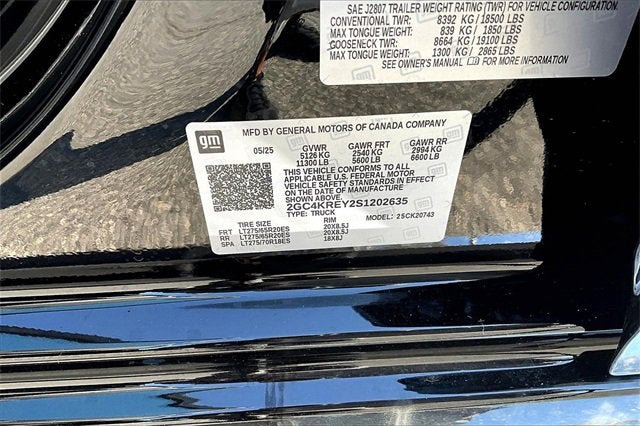 SAE J2807 TRAILER WEIGHT RATING (TWR) FOR VEHICLE CONFIGURATION.
CONVENTIONAL TWR: 8392 KG / 18500 LBS
MAX TONGUE WEIGHT: 839 KG / 1850 LBS
GOOSENECK TWR: 8664 KG / 19100 LBS
MAX TONGUE WEIGHT: 1300 KG / 2865 LBS
SEE OWNER'S MANUAL FOR MORE INFORMATION
gm
MFD BY GENERAL MOTORS OF CANADA COMPANY
05/25 GVWR GAWR FRT GAWR RR
5126 KG 2540 KG 2994 KG
11300 LB 5600 LB 6600 LB
THIS VEHICLE CONFORMS TO ALL
APPLICABLE U.S. FEDERAL MOTOR
VEHICLE SAFETY STANDARDS IN EFFECT
ON THE DATE OF MANUFACTURE SHOWN
ABOVE.
2GC4KREY2S1202635
TYPE: TRUCK MODEL: 25CK20743
TIRE SIZE RIM
FRT LT275/65R20ES 20X8.5J
RR LT275/65R20ES 20X8.5J
SPA LT275/70R18ES 18X8J